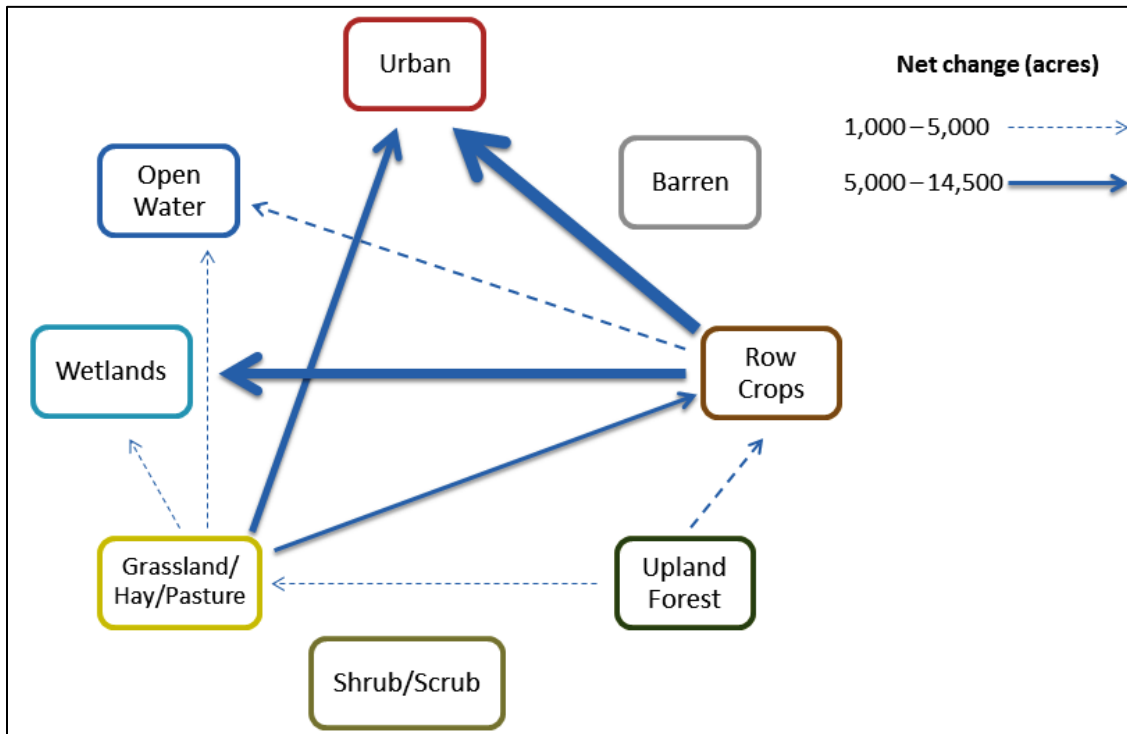 Urban
Net change (acres)
1,000 – 5,000
5,000 – 14,500
Open
Water
Barren
Wetlands
Row
Crops
Grassland/
Hay/Pasture
Upland
Forest
Shrub/Scrub